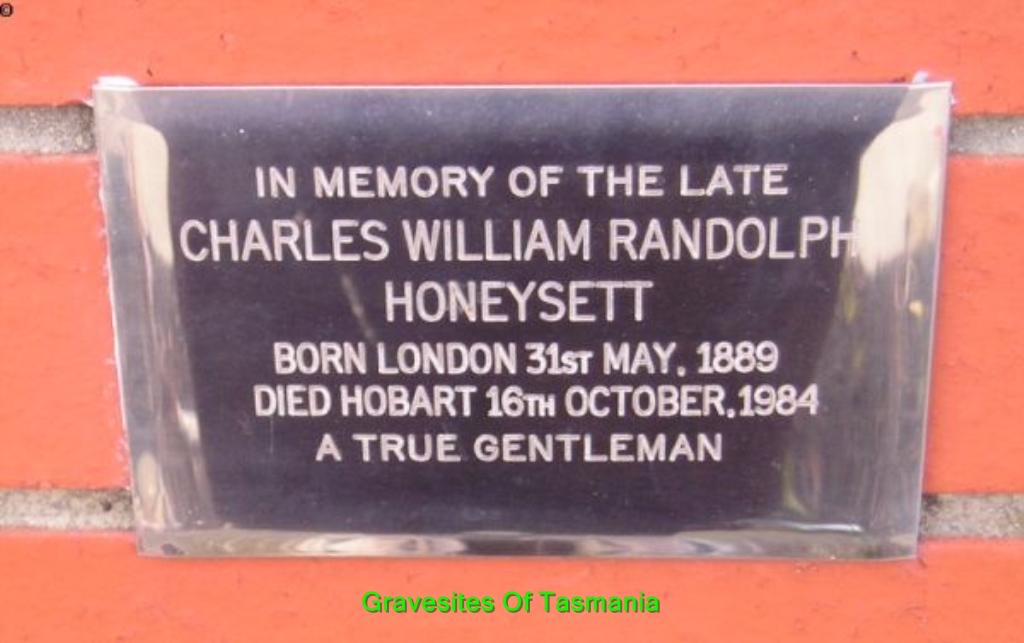 IN MEMORY OF THE LATE
CHARLES WILLIAM RANDOLPH
HONEYSETT
BORN LONDON 31ST MAY, 1889
DIED HOBART 16TH OCTOBER, 1984
A TRUE GENTLEMAN
Gravesites Of Tasmania